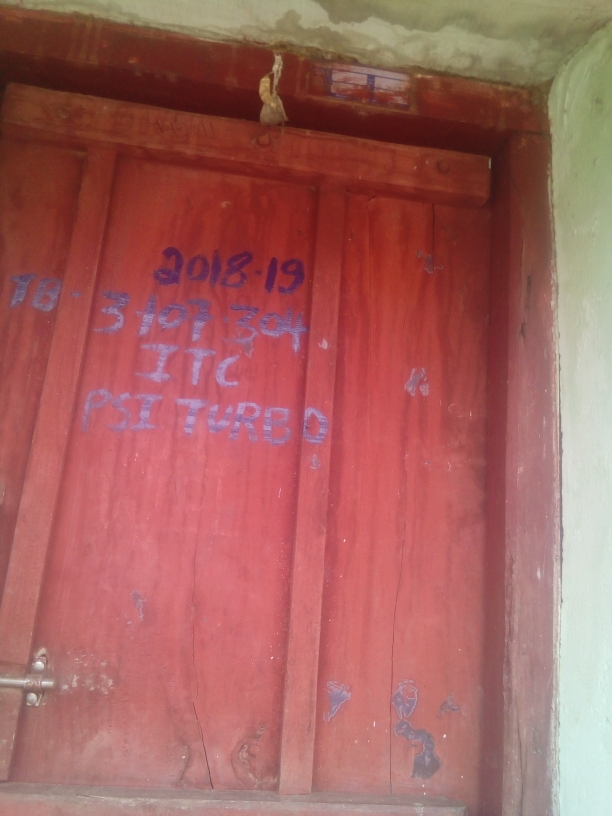 2018-19
TB-3107-304
ITC
PSI TURBO